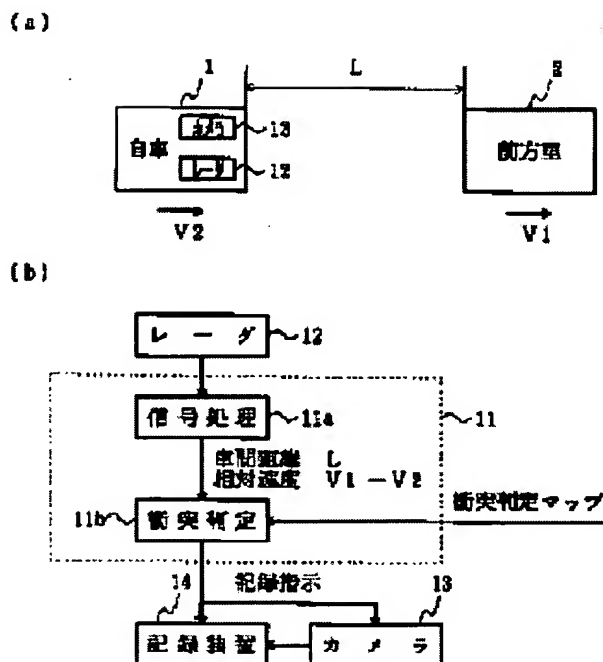 (a)
L
1
2
カメラ
13
自車
前方車
レーダ
12
V2
V1
(b)
レーダ
12
信号処理
11a
11
車間距離 L
相対速度 V1-V2
衝突判定マップ
11b
衝突判定
記録指示
14
13
記録装置
カメラ